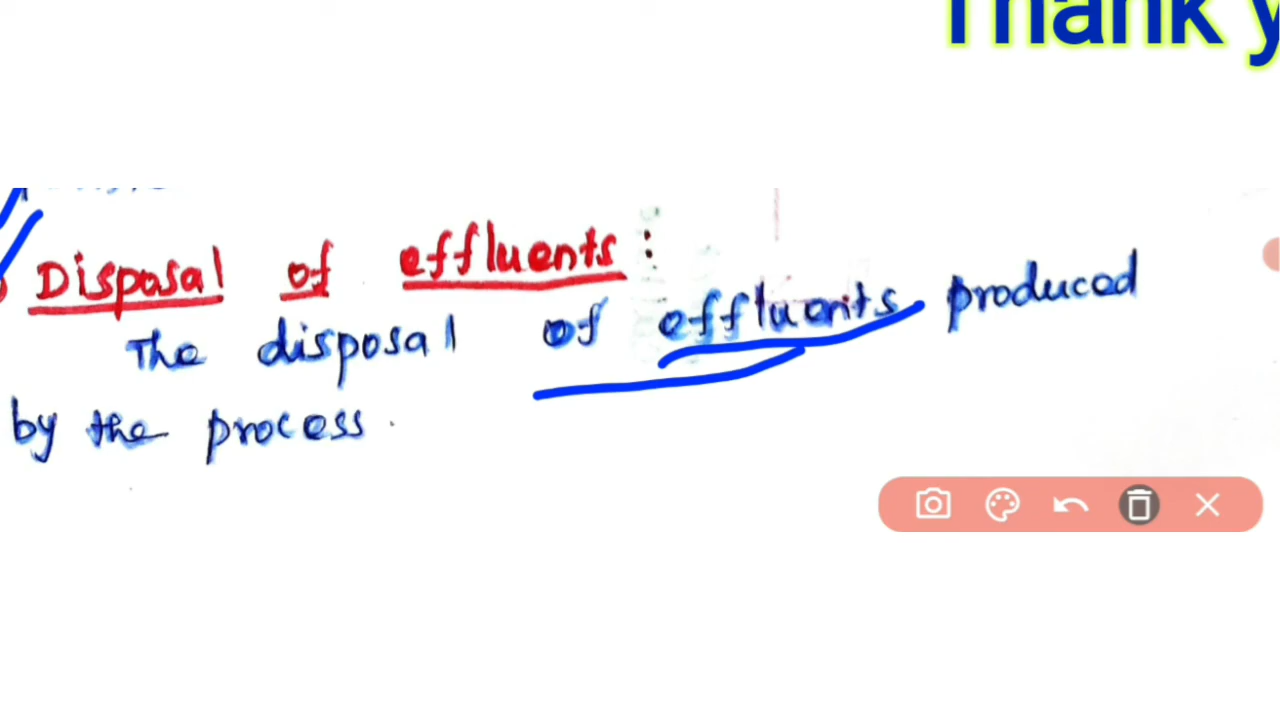 Thank y
Disposal of effluents :
The disposal of effluents produced
by the process.